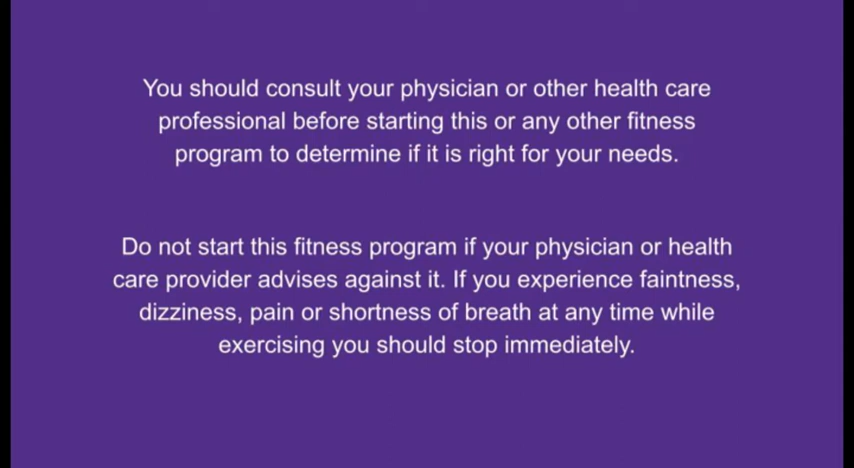 You should consult your physician or other health care
professional before starting this or any other fitness
program to determine if it is right for your needs.
Do not start this fitness program if your physician or health
care provider advises against it. If you experience faintness,
dizziness, pain or shortness of breath at any time while
exercising you should stop immediately.